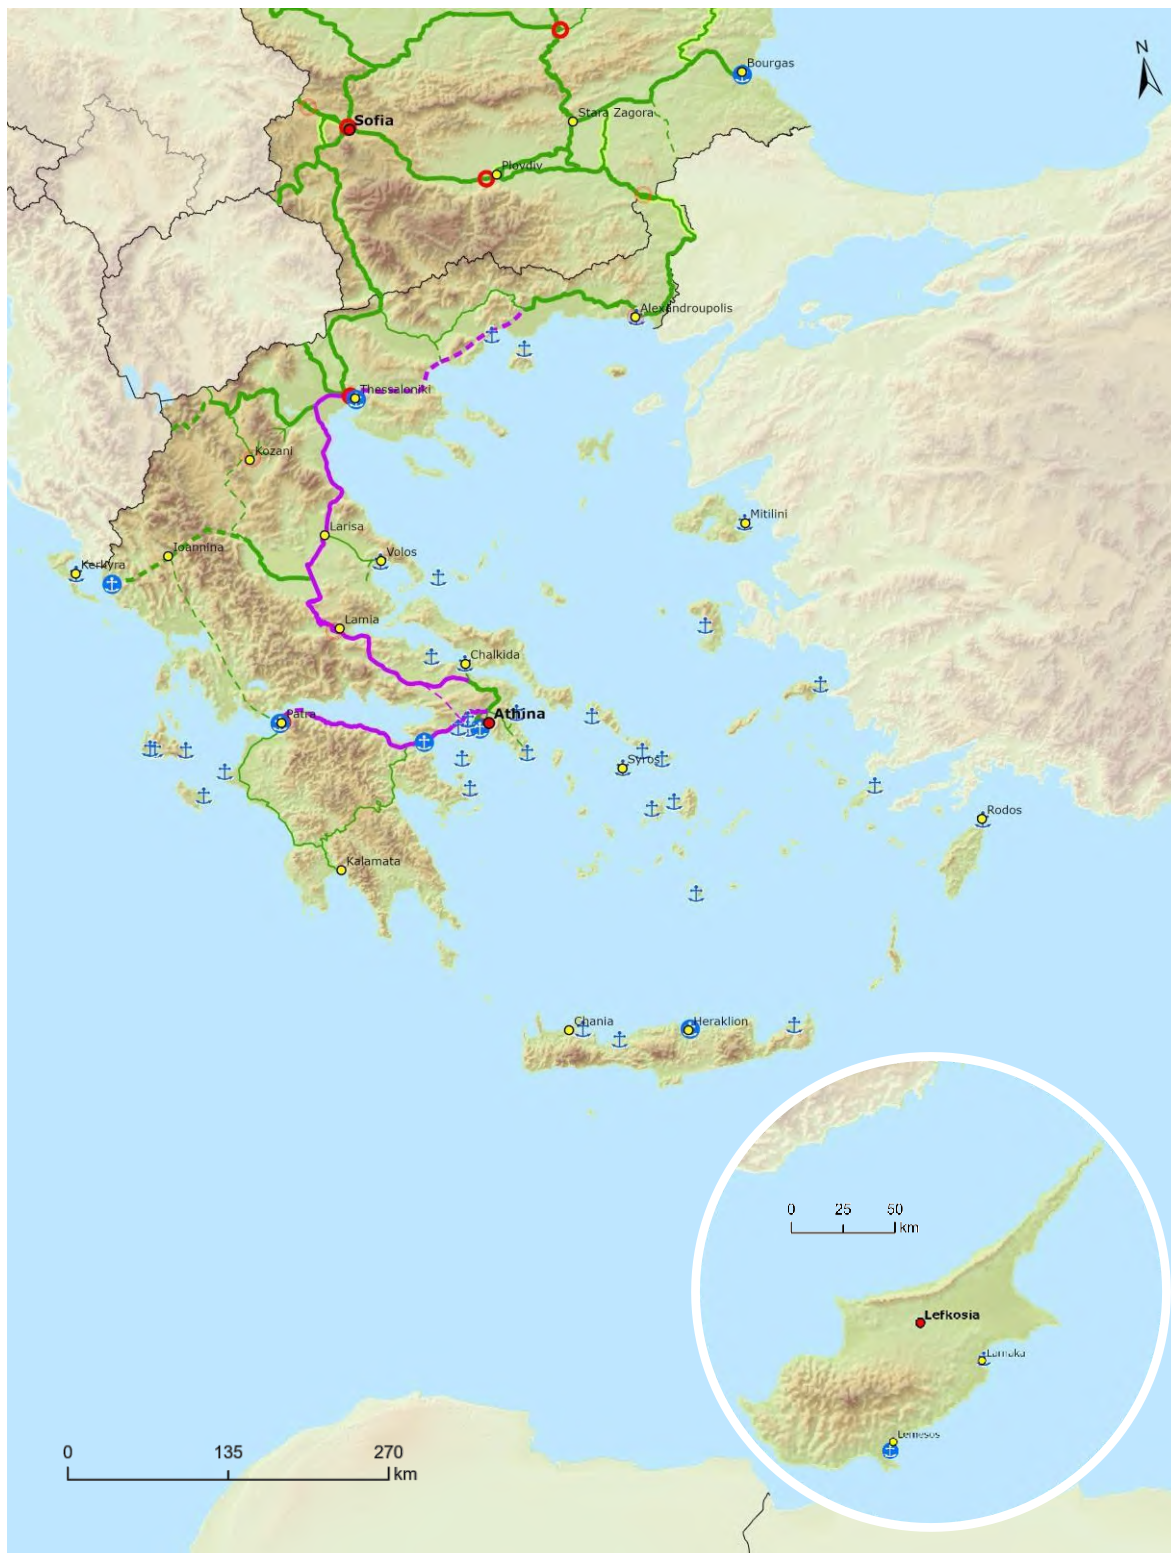 N
Bourgas
Stara Zagora
Sofia
Plovdiv
Alexandroupolis
Thessaloniki
Kozani
Mitilini
Larisa
Ioannina
Volos
Kerkyra
Lamia
Chalkida
Patra
Athina
Syros
Rodos
Kalamata
Chania
Heraklion
0 25 50
km
Lefkosia
Larnaka
Lemesos
0 135 270
km